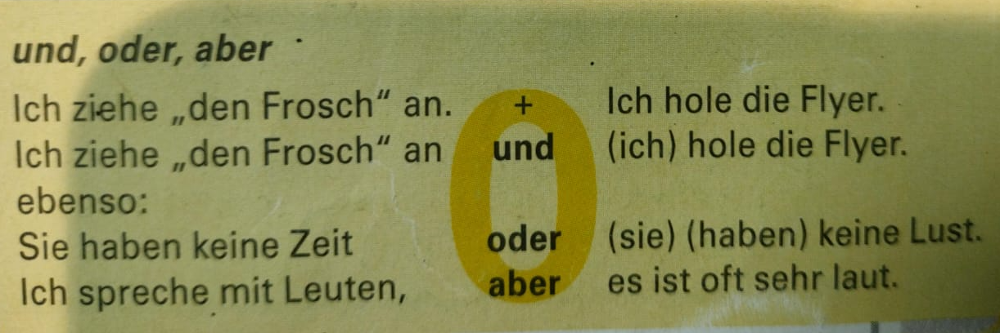 und, oder, aber
Ich ziehe „den Frosch“ an. + Ich hole die Flyer.
Ich ziehe „den Frosch“ an und (ich) hole die Flyer.
ebenso:
Sie haben keine Zeit oder (sie) (haben) keine Lust.
Ich spreche mit Leuten, aber es ist oft sehr laut.
0